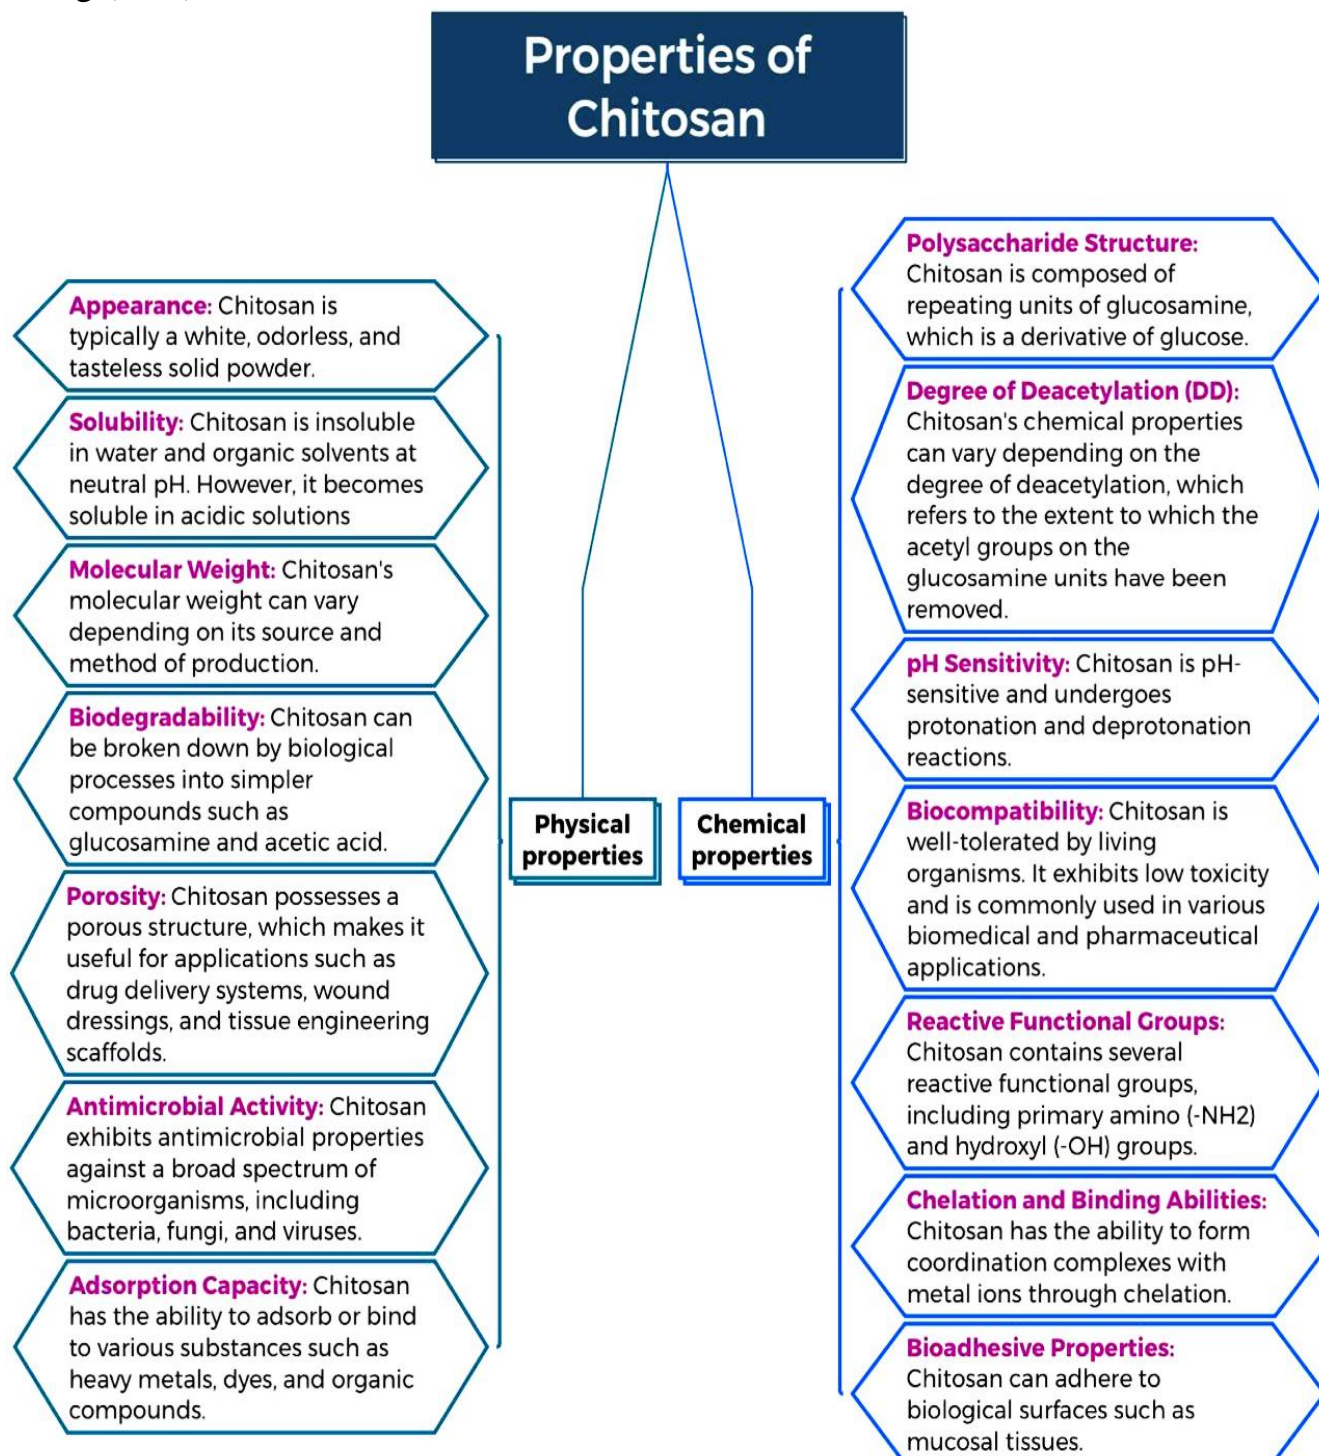 Properties of
Chitosan
Appearance: Chitosan is
typically a white, odorless, and
tasteless solid powder.
Solubility: Chitosan is insoluble
in water and organic solvents at
neutral pH. However, it becomes
soluble in acidic solutions
Molecular Weight: Chitosan's
molecular weight can vary
depending on its source and
method of production.
Biodegradability: Chitosan can
be broken down by biological
processes into simpler
compounds such as
glucosamine and acetic acid.
Porosity: Chitosan possesses a
porous structure, which makes it
useful for applications such as
drug delivery systems, wound
dressings, and tissue engineering
scaffolds.
Antimicrobial Activity: Chitosan
exhibits antimicrobial properties
against a broad spectrum of
microorganisms, including
bacteria, fungi, and viruses.
Adsorption Capacity: Chitosan
has the ability to adsorb or bind
to various substances such as
heavy metals, dyes, and organic
compounds.
Physical
properties
Chemical
properties
Polysaccharide Structure:
Chitosan is composed of
repeating units of glucosamine,
which is a derivative of glucose.
Degree of Deacetylation (DD):
Chitosan's chemical properties
can vary depending on the
degree of deacetylation, which
refers to the extent to which the
acetyl groups on the
glucosamine units have been
removed.
pH Sensitivity: Chitosan is pH-
sensitive and undergoes
protonation and deprotonation
reactions.
Biocompatibility: Chitosan is
well-tolerated by living
organisms. It exhibits low toxicity
and is commonly used in various
biomedical and pharmaceutical
applications.
Reactive Functional Groups:
Chitosan contains several
reactive functional groups,
including primary amino (-NH2)
and hydroxyl (-OH) groups.
Chelation and Binding Abilities:
Chitosan has the ability to form
coordination complexes with
metal ions through chelation.
Bioadhesive Properties:
Chitosan can adhere to
biological surfaces such as
mucosal tissues.